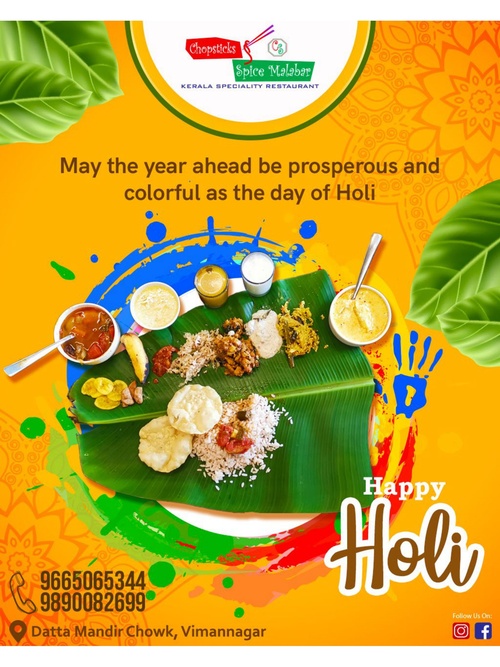 Chopsticks
CS
Spice Malabar
KERALA SPECIALITY RESTAURANT
May the year ahead be prosperous and
colorful as the day of Holi
Happy
Holi
9665065344
9890082699
Datta Mandir Chowk, Vimannagar
Follow Us On: